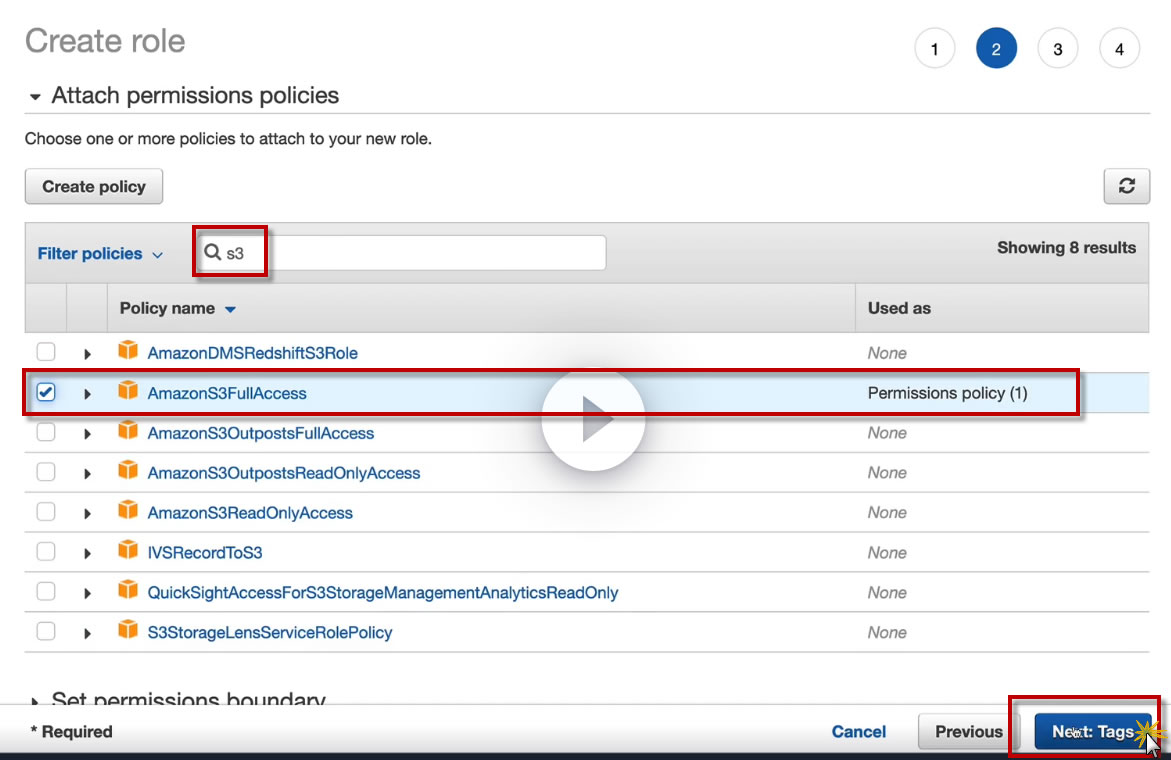 Create role
1 2 3 4
Attach permissions policies
Choose one or more policies to attach to your new role.
Create policy
Filter policies s3 Showing 8 results
Policy name Used as
AmazonDMSRedshiftS3Role None
AmazonS3FullAccess Permissions policy (1)
AmazonS3OutpostsFullAccess None
AmazonS3OutpostsReadOnlyAccess None
AmazonS3ReadOnlyAccess None
IVSRecordToS3 None
QuickSightAccessForS3StorageManagementAnalyticsReadOnly None
S3StorageLensServiceRolePolicy None
Set permissions boundary
* Required Cancel Previous Next: Tags